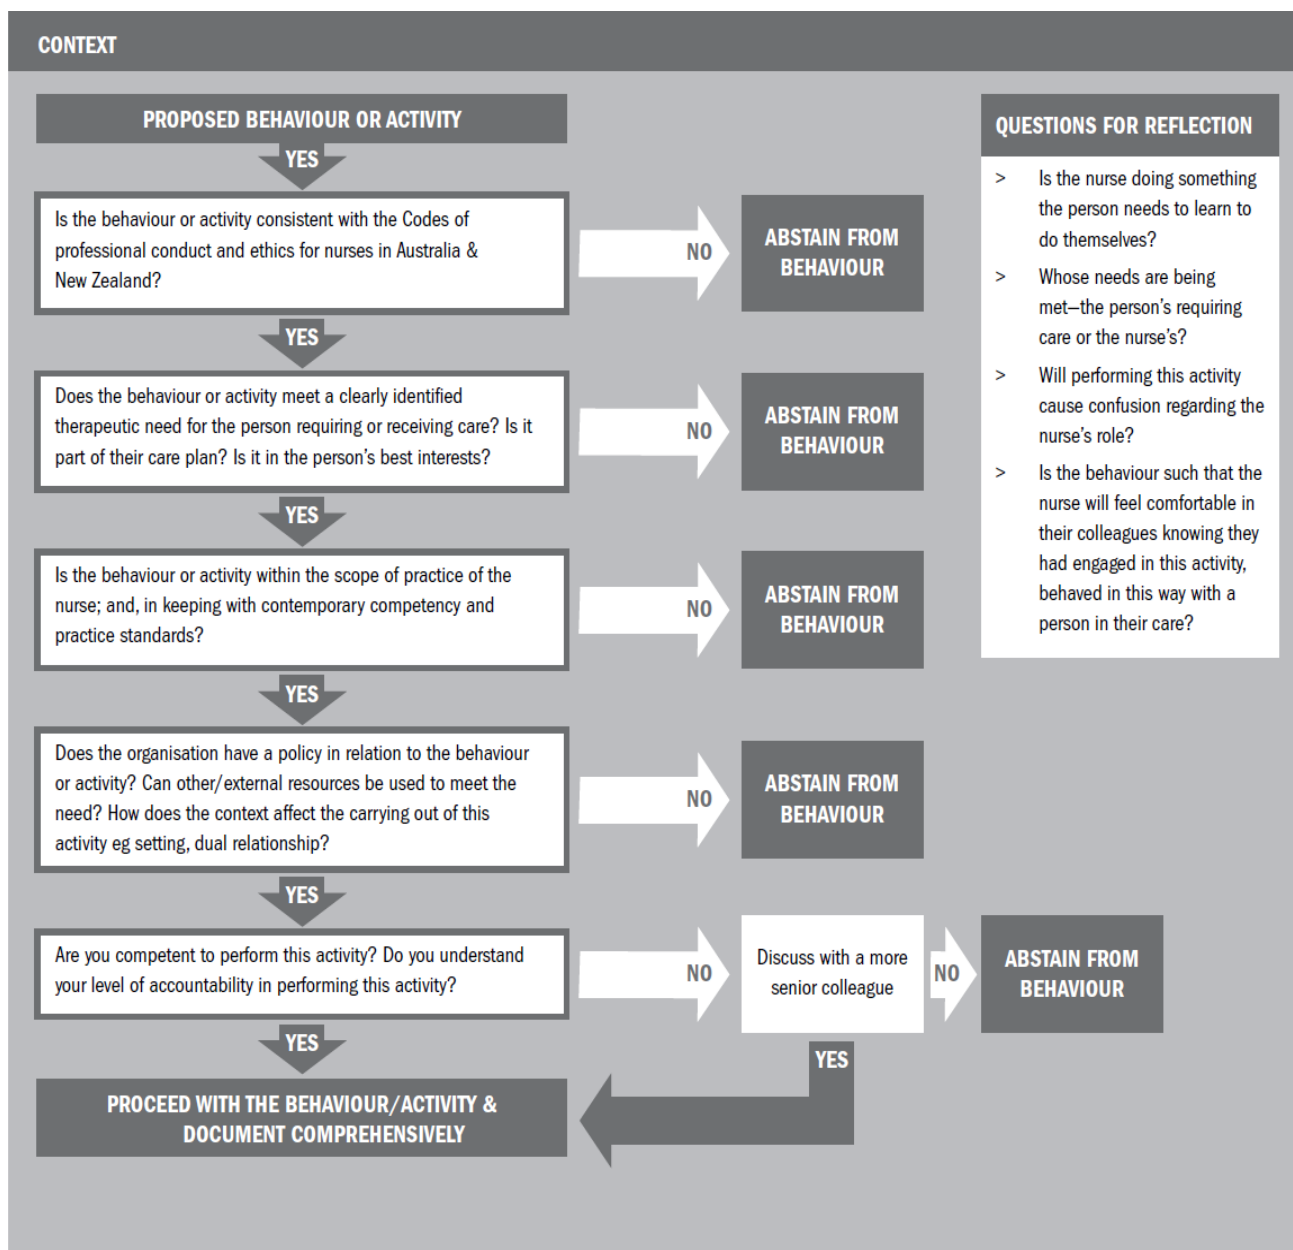 CONTEXT
PROPOSED BEHAVIOUR OR ACTIVITY
YES
Is the behaviour or activity consistent with the Codes of
professional conduct and ethics for nurses in Australia &
New Zealand?
NO
ABSTAIN FROM
BEHAVIOUR
YES
Does the behaviour or activity meet a clearly identified
therapeutic need for the person requiring or receiving care? Is it
part of their care plan? Is it in the person's best interests?
NO
ABSTAIN FROM
BEHAVIOUR
YES
Is the behaviour or activity within the scope of practice of the
nurse; and, in keeping with contemporary competency and
practice standards?
NO
ABSTAIN FROM
BEHAVIOUR
YES
Does the organisation have a policy in relation to the behaviour
or activity? Can other/external resources be used to meet the
need? How does the context affect the carrying out of this
activity eg setting, dual relationship?
NO
ABSTAIN FROM
BEHAVIOUR
YES
Are you competent to perform this activity? Do you understand
your level of accountability in performing this activity?
NO
Discuss with a more
senior colleague
NO
ABSTAIN FROM
BEHAVIOUR
YES
YES
PROCEED WITH THE BEHAVIOUR/ACTIVITY &
DOCUMENT COMPREHENSIVELY
QUESTIONS FOR REFLECTION
> Is the nurse doing something
the person needs to learn to
do themselves?
> Whose needs are being
met—the person's requiring
care or the nurse's?
> Will performing this activity
cause confusion regarding the
nurse's role?
> Is the behaviour such that the
nurse will feel comfortable in
their colleagues knowing they
had engaged in this activity,
behaved in this way with a
person in their care?